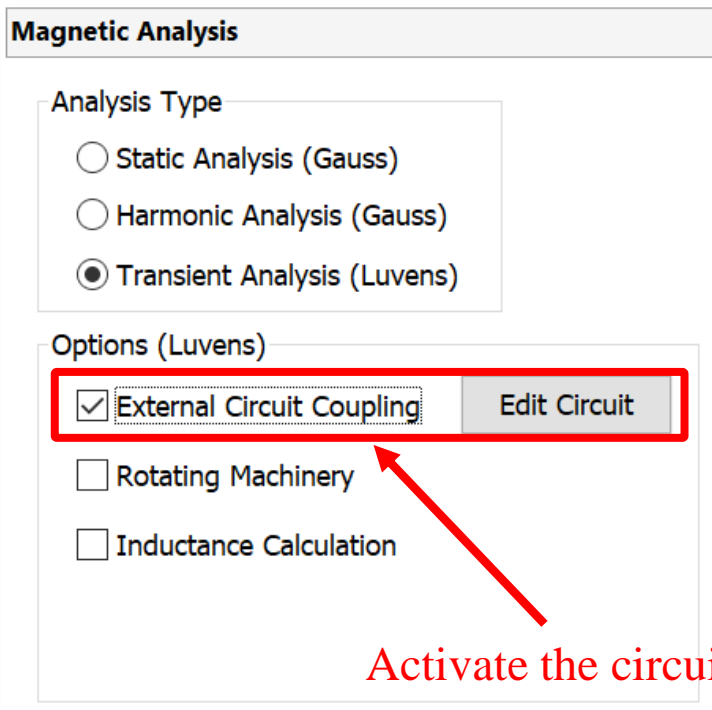 Magnetic Analysis
Analysis Type
Static Analysis (Gauss)
Harmonic Analysis (Gauss)
Transient Analysis (Luvens)
Options (Luvens)
External Circuit Coupling Edit Circuit
Rotating Machinery
Inductance Calculation
Activate the